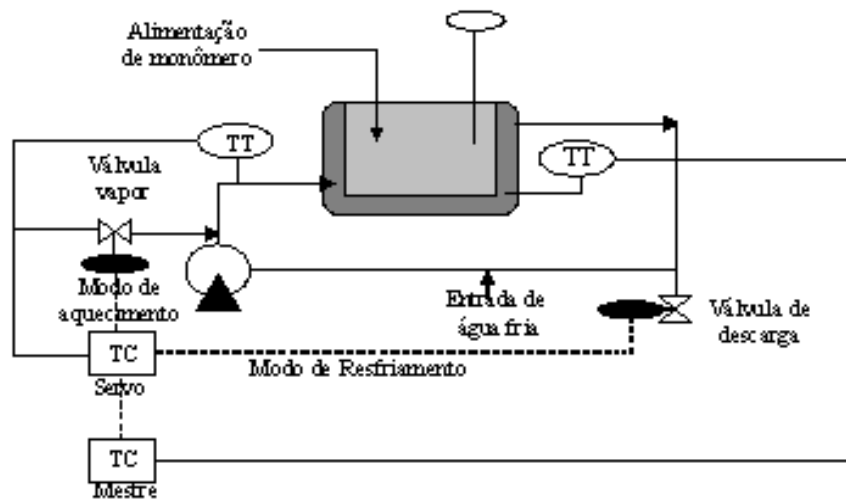 Alimentação
de monômero
TT
TT
Válvula
vapor
Modo de
aquecimento
Entrada de
água fria
Válvula de
descarga
TC
Servo
Modo de Resfriamento
TC
Mestre